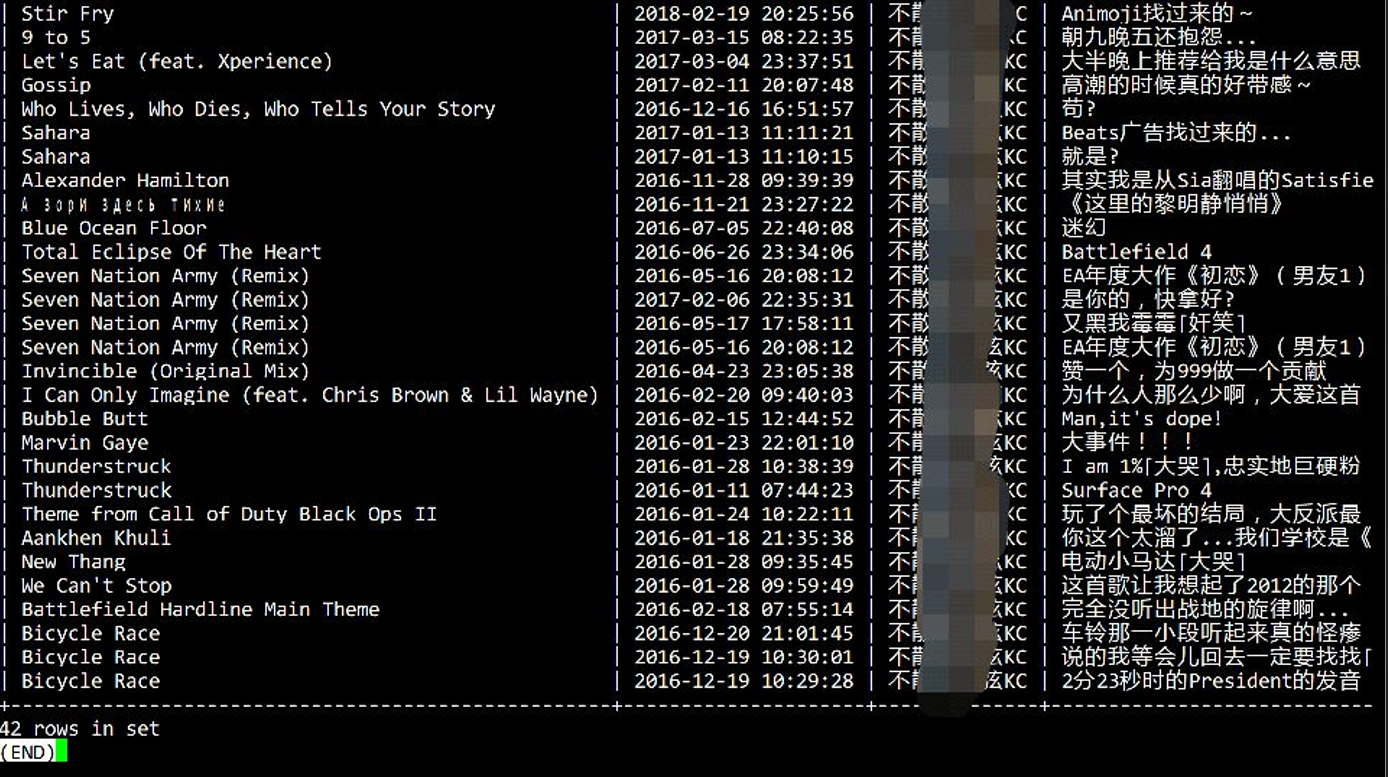 | Stir Fry | 2018-02-19 20:25:56 | 不散 C | Animoji找过来的~
| 9 to 5 | 2017-03-15 08:22:35 | 不散 KC | 朝九晚五还抱怨...
| Let's Eat (feat. Xperience) | 2017-03-04 23:37:51 | 不散 KC | 大半晚上推荐给我是什么意思
| Gossip | 2017-02-11 20:07:48 | 不散 KC | 高潮的时候真的好带感~
| Who Lives, Who Dies, Who Tells Your Story | 2016-12-16 16:51:57 | 不散 KC | 苟?
| Sahara | 2017-01-13 11:11:21 | 不散 KC | Beats广告找过来的...
| Sahara | 2017-01-13 11:10:15 | 不散 KC | 就是?
| Alexander Hamilton | 2016-11-28 09:39:39 | 不散 KC | 其实我是从Sia翻唱的Satisfie
| А зори здесь тихие | 2016-11-21 23:27:22 | 不散 KC | 《这里的黎明静悄悄》
| Blue Ocean Floor | 2016-07-05 22:40:08 | 不散 KC | 迷幻
| Total Eclipse Of The Heart | 2016-06-26 23:34:06 | 不散 KC | Battlefield 4
| Seven Nation Army (Remix) | 2016-05-16 20:08:12 | 不散 KC | EA年度大作《初恋》（男友1）
| Seven Nation Army (Remix) | 2017-02-06 22:35:31 | 不散 KC | 是你的，快拿好?
| Seven Nation Army (Remix) | 2016-05-17 17:58:11 | 不散 KC | 又黑我霉霉[奸笑]
| Seven Nation Army (Remix) | 2016-05-16 20:08:12 | 不散 KC | EA年度大作《初恋》（男友1）
| Invincible (Original Mix) | 2016-04-23 23:05:38 | 不散 KC | 赞一个，为999做一个贡献
| I Can Only Imagine (feat. Chris Brown & Lil Wayne) | 2016-02-20 09:40:03 | 不散 KC | 为什么人那么少啊，大爱这首
| Bubble Butt | 2016-02-15 12:44:52 | 不散 KC | Man,it's dope!
| Marvin Gaye | 2016-01-23 22:01:10 | 不散 KC | 大事件！！！
| Thunderstruck | 2016-01-28 10:38:39 | 不散 KC | I am 1%[大哭],忠实地巨硬粉
| Thunderstruck | 2016-01-11 07:44:23 | 不散 KC | Surface Pro 4
| Theme from Call of Duty Black Ops II | 2016-01-24 10:22:11 | 不散 KC | 玩了个最坏的结局，大反派最
| Aankhen Khuli | 2016-01-18 21:35:38 | 不散 KC | 你这个太溜了...我们学校是《
| New Thang | 2016-01-28 09:35:45 | 不散 KC | 电动小马达[大哭]
| We Can't Stop | 2016-01-28 09:59:49 | 不散 KC | 这首歌让我想起了2012的那个
| Battlefield Hardline Main Theme | 2016-02-18 07:55:14 | 不散 KC | 完全没听出战地的旋律啊...
| Bicycle Race | 2016-12-20 21:01:45 | 不散 KC | 车铃那一小段听起来真的怪瘆
| Bicycle Race | 2016-12-19 10:30:01 | 不散 KC | 说的我等会儿回去一定要找找[
| Bicycle Race | 2016-12-19 10:29:28 | 不散 KC | 2分23秒时的President的发音
42 rows in set
(END)